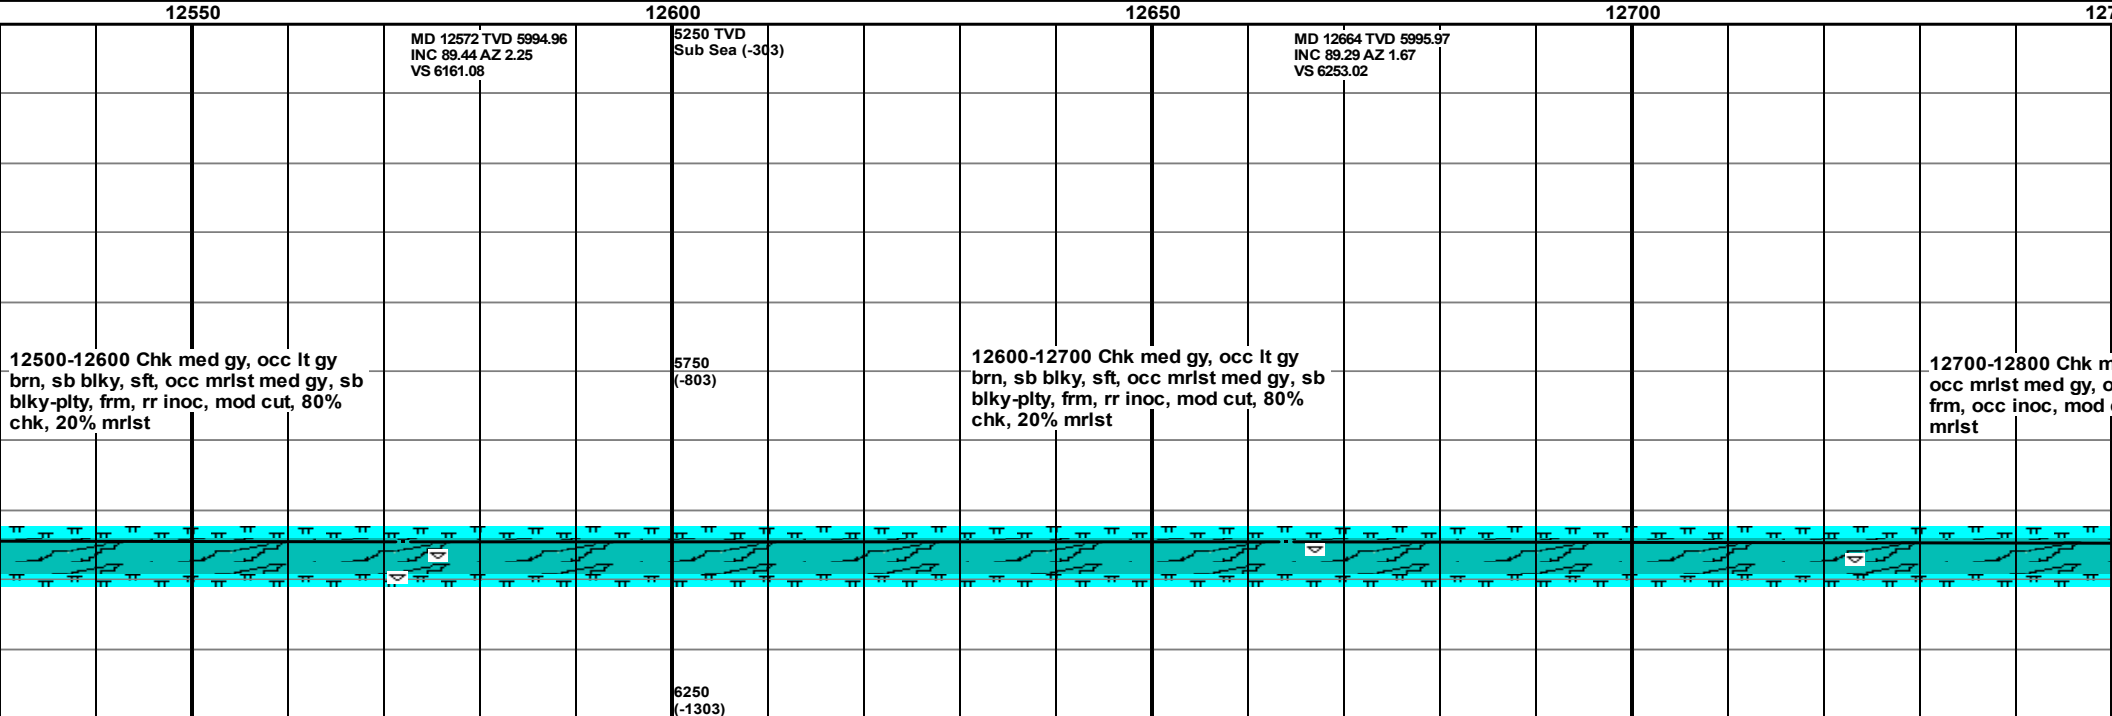 12550
12600
12650
12700
MD 12572 TVD 5994.96
INC 89.44 AZ 2.25
VS 6161.08
5250 TVD
Sub Sea (-303)
MD 12664 TVD 5995.97
INC 89.29 AZ 1.67
VS 6253.02
12500-12600 Chk med gy, occ lt gy
brn, sb blky, sft, occ mrlst med gy, sb
blky-plty, frm, rr inoc, mod cut, 80%
chk, 20% mrlst
5750
(-803)
12600-12700 Chk med gy, occ lt gy
brn, sb blky, sft, occ mrlst med gy, sb
blky-plty, frm, rr inoc, mod cut, 80%
chk, 20% mrlst
12700-12800 Chk
occ mrlst med gy,
frm, occ inoc, mod
mrlst
6250
(-1303)